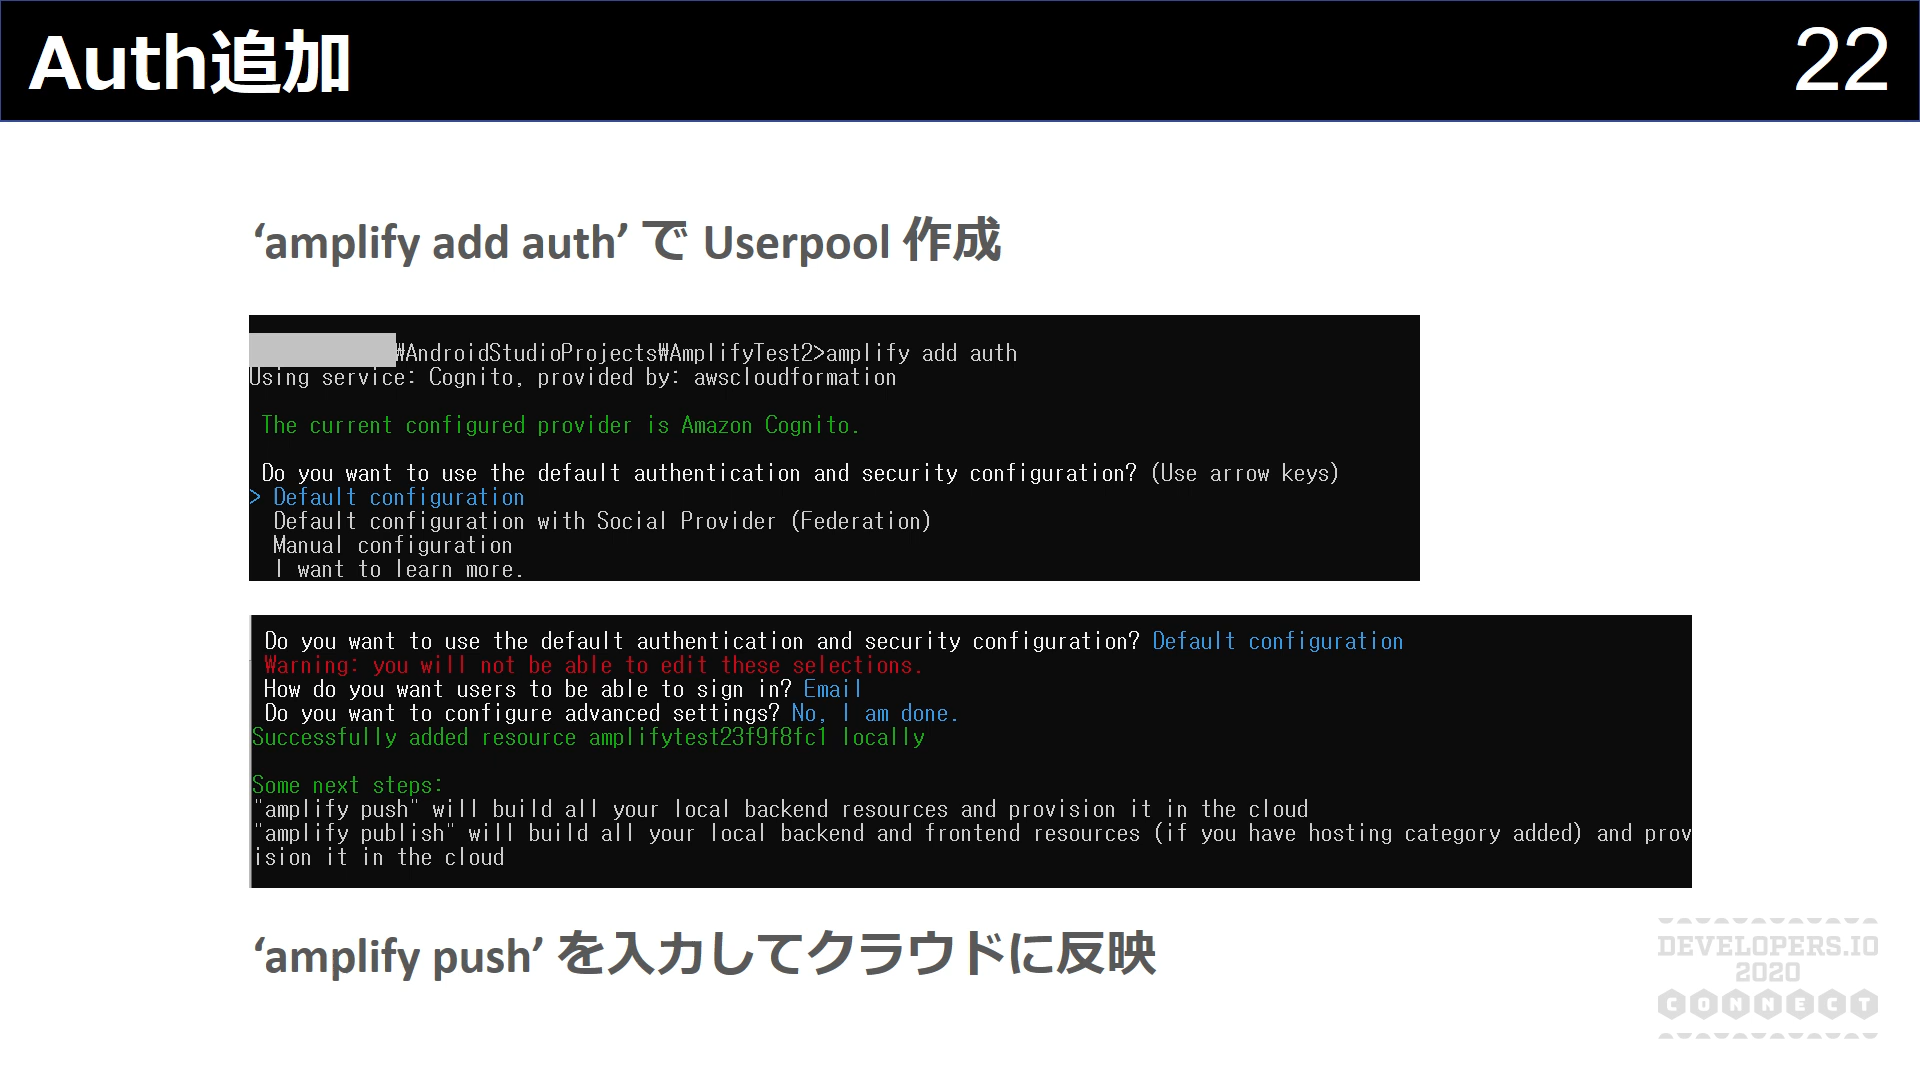 Auth追加
22
‘amplify add auth’ で Userpool 作成
₩AndroidStudioProjects₩AmplifyTest2>amplify add auth
Using service: Cognito, provided by: awscloudformation
The current configured provider is Amazon Cognito.
Do you want to use the default authentication and security configuration? (Use arrow keys)
> Default configuration
Default configuration with Social Provider (Federation)
Manual configuration
I want to learn more.
Do you want to use the default authentication and security configuration? Default configuration
Warning: you will not be able to edit these selections.
How do you want users to be able to sign in? Email
Do you want to configure advanced settings? No, I am done.
Successfully added resource amplifytest23f9f8fc1 locally
Some next steps:
"amplify push" will build all your local backend resources and provision it in the cloud
"amplify publish" will build all your local backend and frontend resources (if you have hosting category added) and prov
ision it in the cloud
‘amplify push’ を入力してクラウドに反映
DEVELOPERS.IO
2020
CONNECT